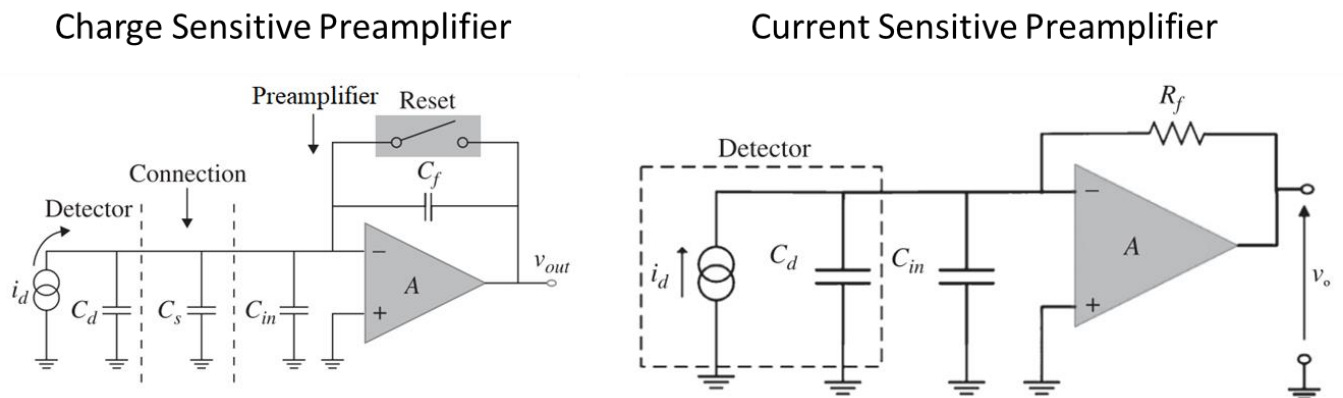 Charge Sensitive Preamplifier
Preamplifier
Reset
Connection
C_f
Detector
i_d
C_d
C_s
C_in
−
A
+
v_out
Current Sensitive Preamplifier
R_f
Detector
i_d
C_d
C_in
−
A
+
v_o